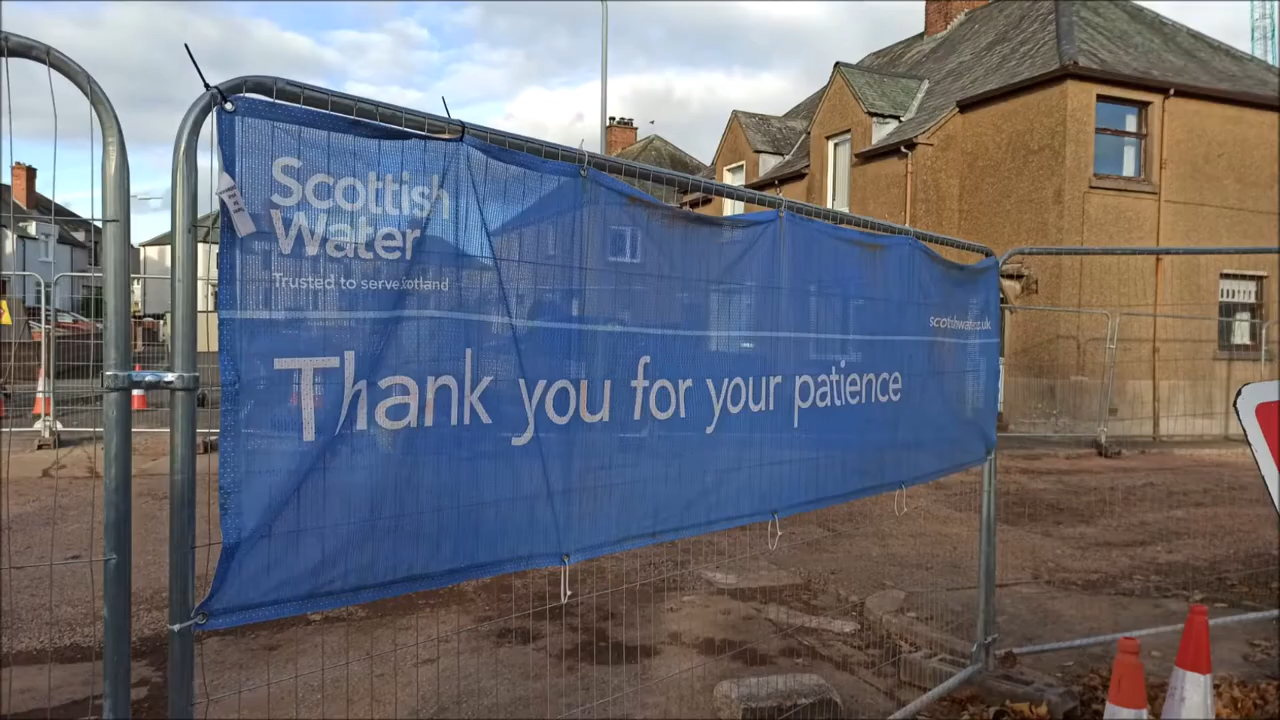 Scottish
Water
Trusted to serve Scotland
scottishwater.co.uk
Thank you for your patience